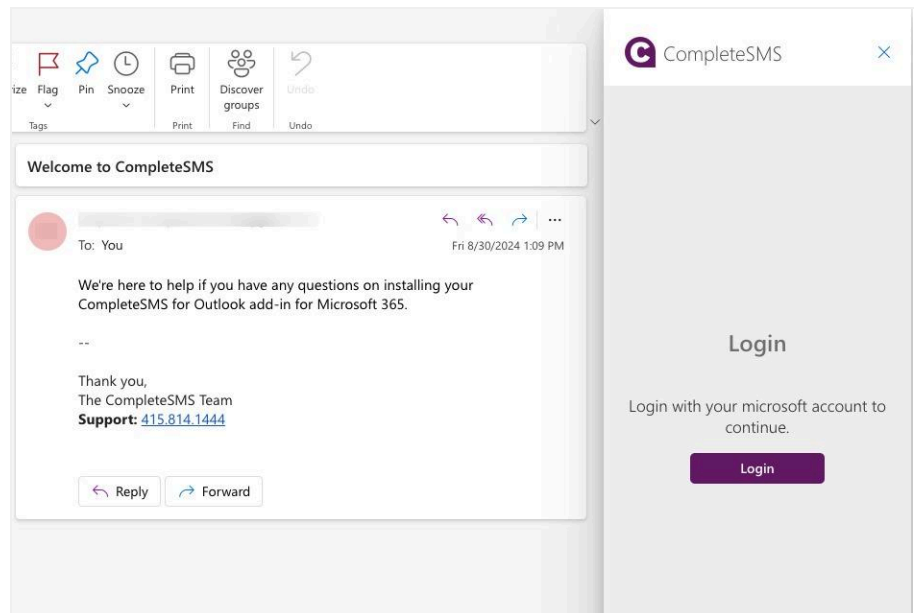 ize Flag Pin Snooze Print Discover groups Undo
Tags Print Find Undo
CompleteSMS
Welcome to CompleteSMS
To: You
Fri 8/30/2024 1:09 PM
We're here to help if you have any questions on installing your
CompleteSMS for Outlook add-in for Microsoft 365.
--
Thank you,
The CompleteSMS Team
Support: 415.814.1444
Reply Forward
Login
Login with your microsoft account to
continue.
Login